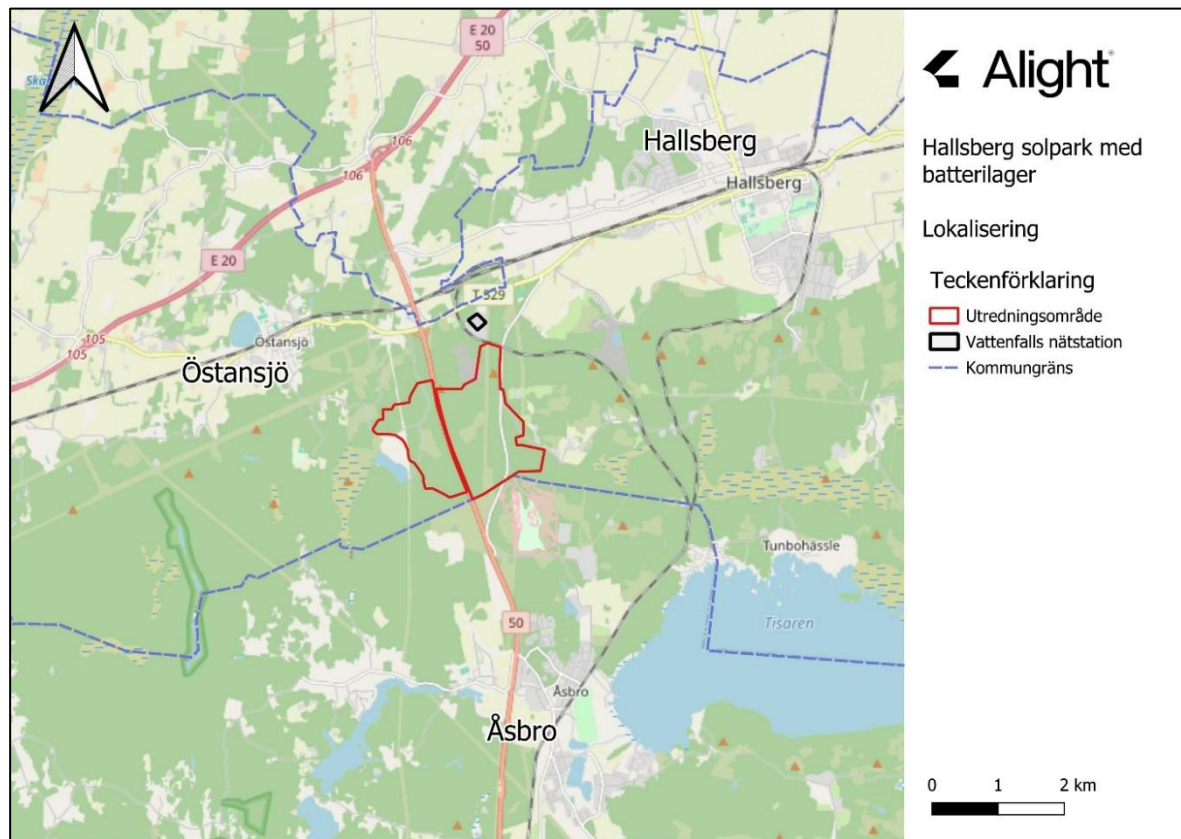 E 20
50
106
106
Hallsberg
Hallsberg
E 20
T 529
105
105
Östansjö
Östansjö
Tunbohässle
Tisaren
50
Åsbro
Åsbro
Alight
Hallsberg solpark med
batterilager
Lokalisering
Teckenförklaring
Utredningsområde
Vattenfalls nätstation
Kommungräns
0 1 2 km